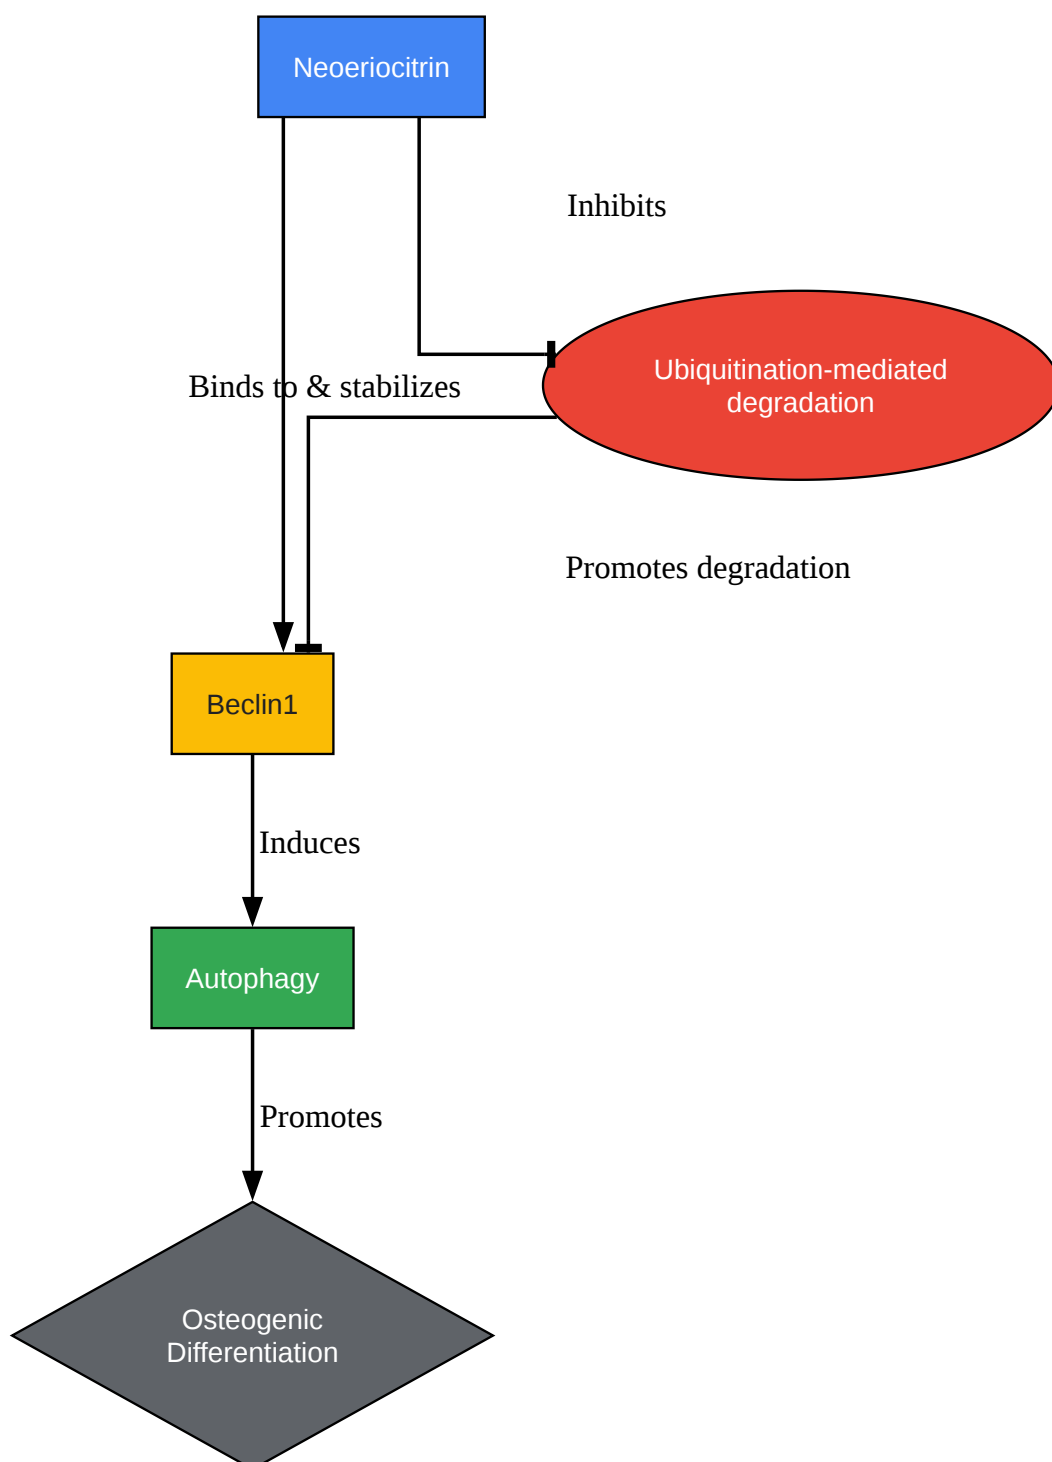 Neoeriocitrin
Inhibits
Ubiquitination-mediated
degradation
Binds to & stabilizes
Promotes degradation
Beclin1
Induces
Autophagy
Promotes
Osteogenic
Differentiation